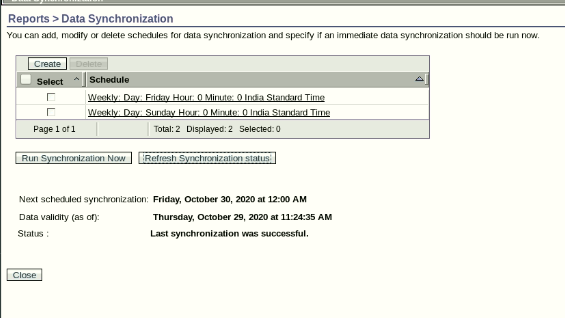 Data Synchronization
Reports > Data Synchronization
You can add, modify or delete schedules for data synchronization and specify if an immediate data synchronization should be run now.
Create Delete
Select ^ Schedule
Weekly: Day: Friday Hour: 0 Minute: 0 India Standard Time
Weekly: Day: Sunday Hour: 0 Minute: 0 India Standard Time
Page 1 of 1 Total: 2 Displayed: 2 Selected: 0
Run Synchronization Now Refresh Synchronization status
Next scheduled synchronization: Friday, October 30, 2020 at 12:00 AM
Data validity (as of): Thursday, October 29, 2020 at 11:24:35 AM
Status : Last synchronization was successful.
Close